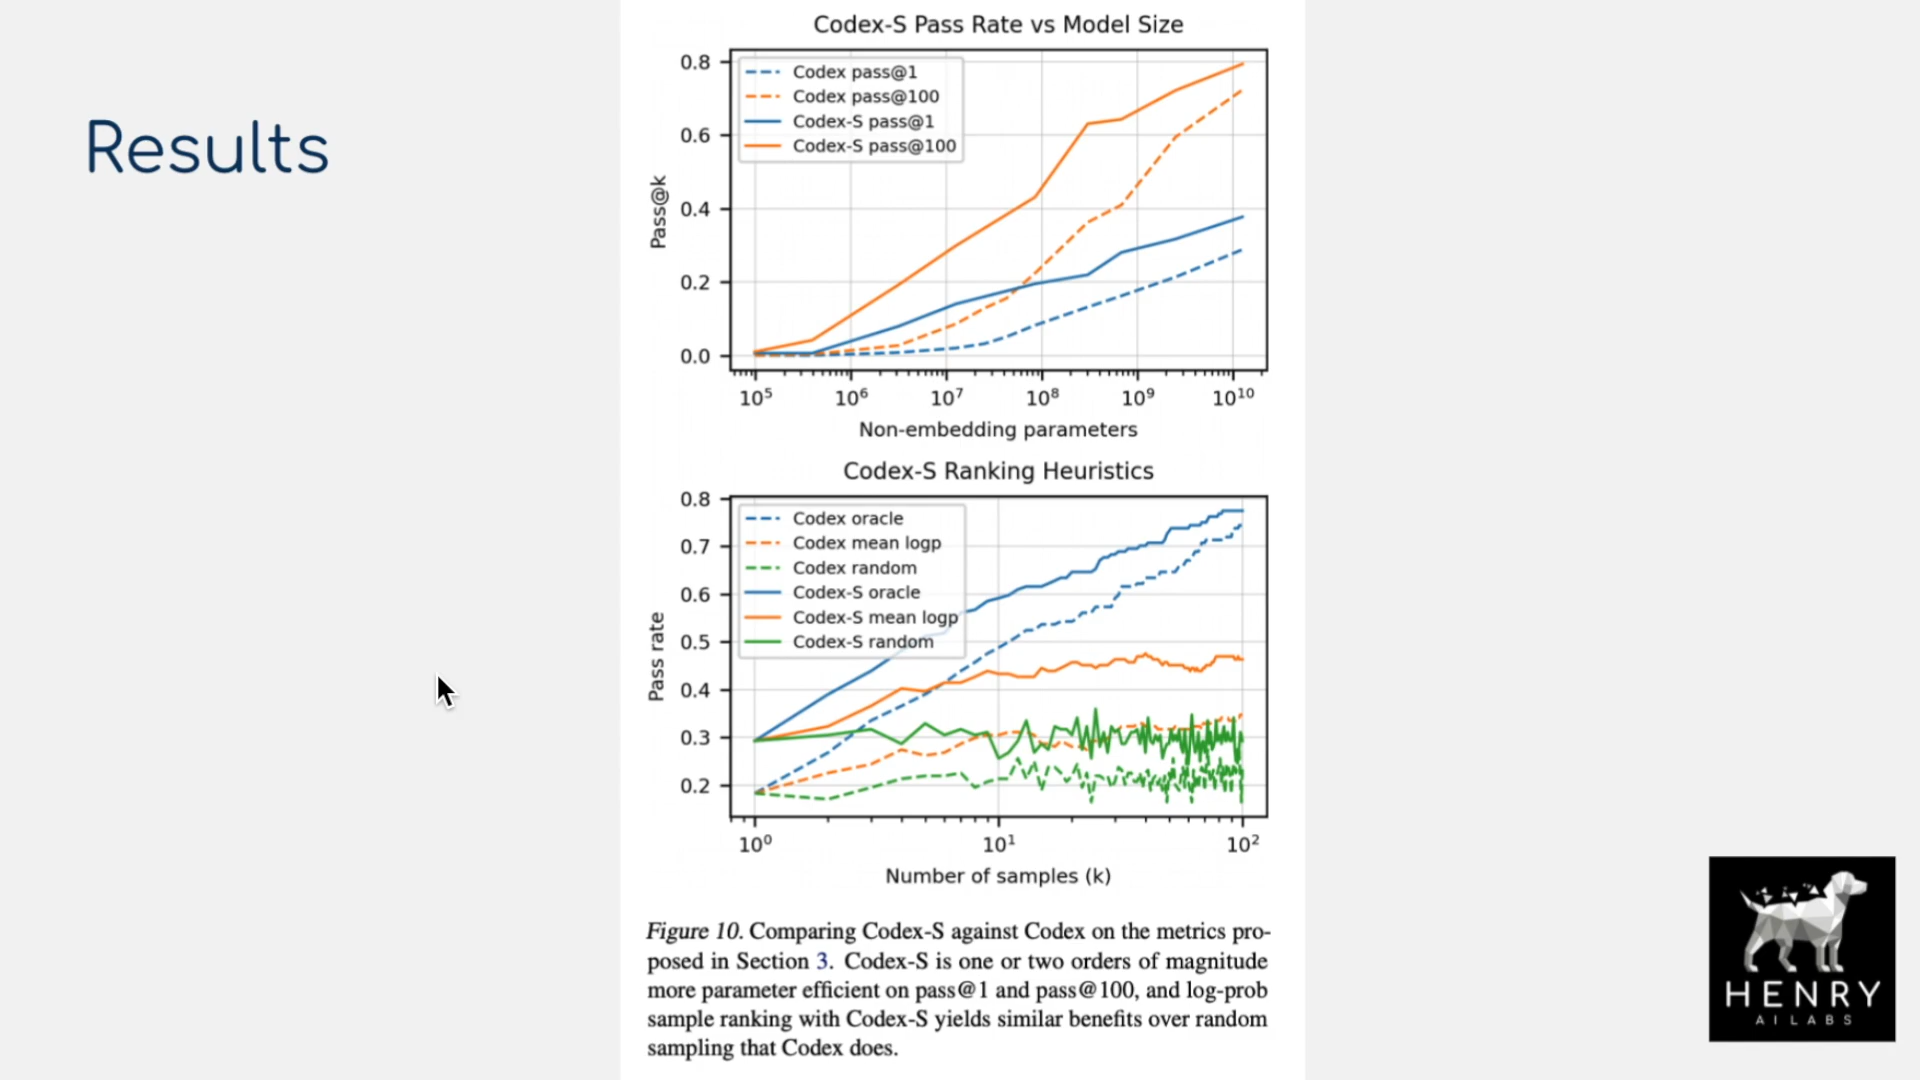 Results
Codex-S Pass Rate vs Model Size
0.8
0.6
0.4
0.2
0.0
Pass@k
Codex pass@1
Codex pass@100
Codex-S pass@1
Codex-S pass@100
10⁵ 10⁶ 10⁷ 10⁸ 10⁹ 10¹⁰
Non-embedding parameters
Codex-S Ranking Heuristics
0.8
0.7
0.6
0.5
0.4
0.3
0.2
Pass rate
Codex oracle
Codex mean logp
Codex random
Codex-S oracle
Codex-S mean logp
Codex-S random
10⁰ 10¹ 10²
Number of samples (k)
Figure 10. Comparing Codex-S against Codex on the metrics pro-
posed in Section 3. Codex-S is one or two orders of magnitude
more parameter efficient on pass@1 and pass@100, and log-prob
sample ranking with Codex-S yields similar benefits over random
sampling that Codex does.
HENRY
AI LABS